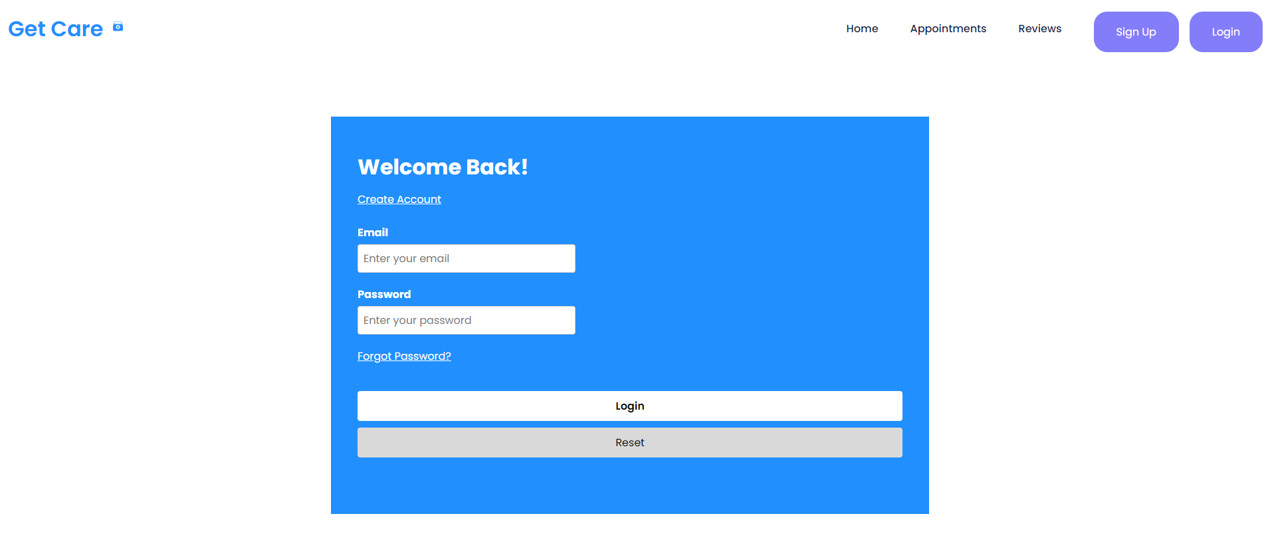 Get Care
Home Appointments Reviews Sign Up Login
Welcome Back!
Create Account
Email
Enter your email
Password
Enter your password
Forgot Password?
Login
Reset